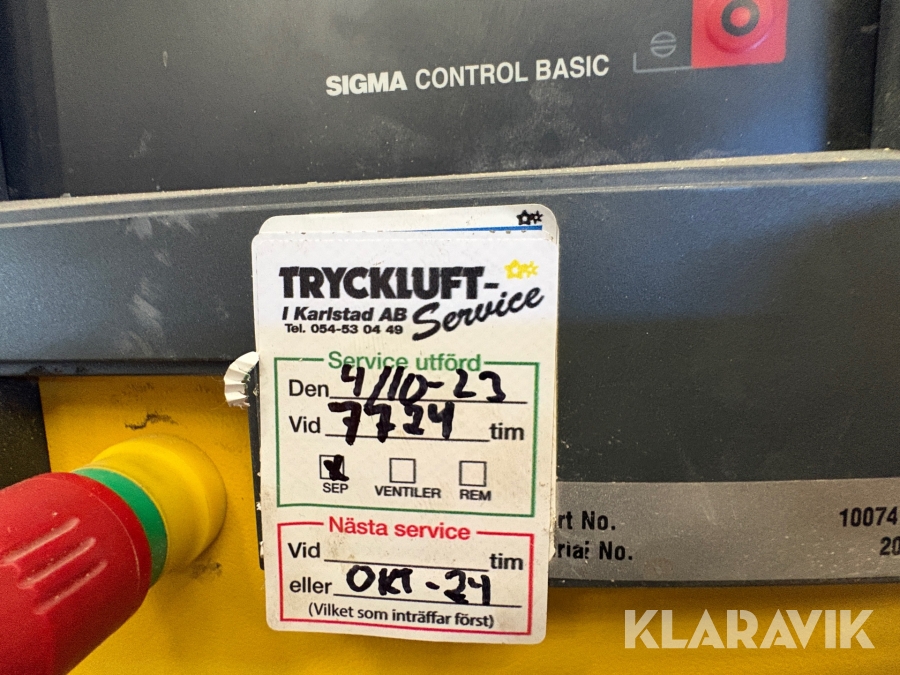 SIGMA CONTROL BASIC
TRYCKLUFT-
Service
I Karlstad AB
Tel. 054-53 04 49
Service utförd
Den 4/10-23
Vid 7724 tim
SEP VENTILER REM
Nästa service
Vid tim
eller OKT-24
(Vilket som inträffar först)
rt No. 10074
erial No. 20
KLARAVIK